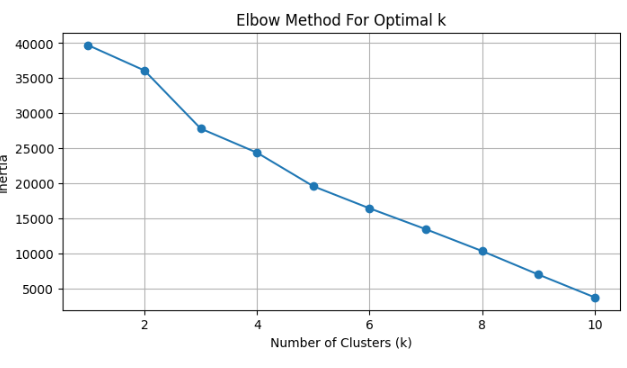 Elbow Method For Optimal k
40000
35000
30000
25000
20000
15000
10000
5000
Inertia
2 4 6 8 10
Number of Clusters (k)